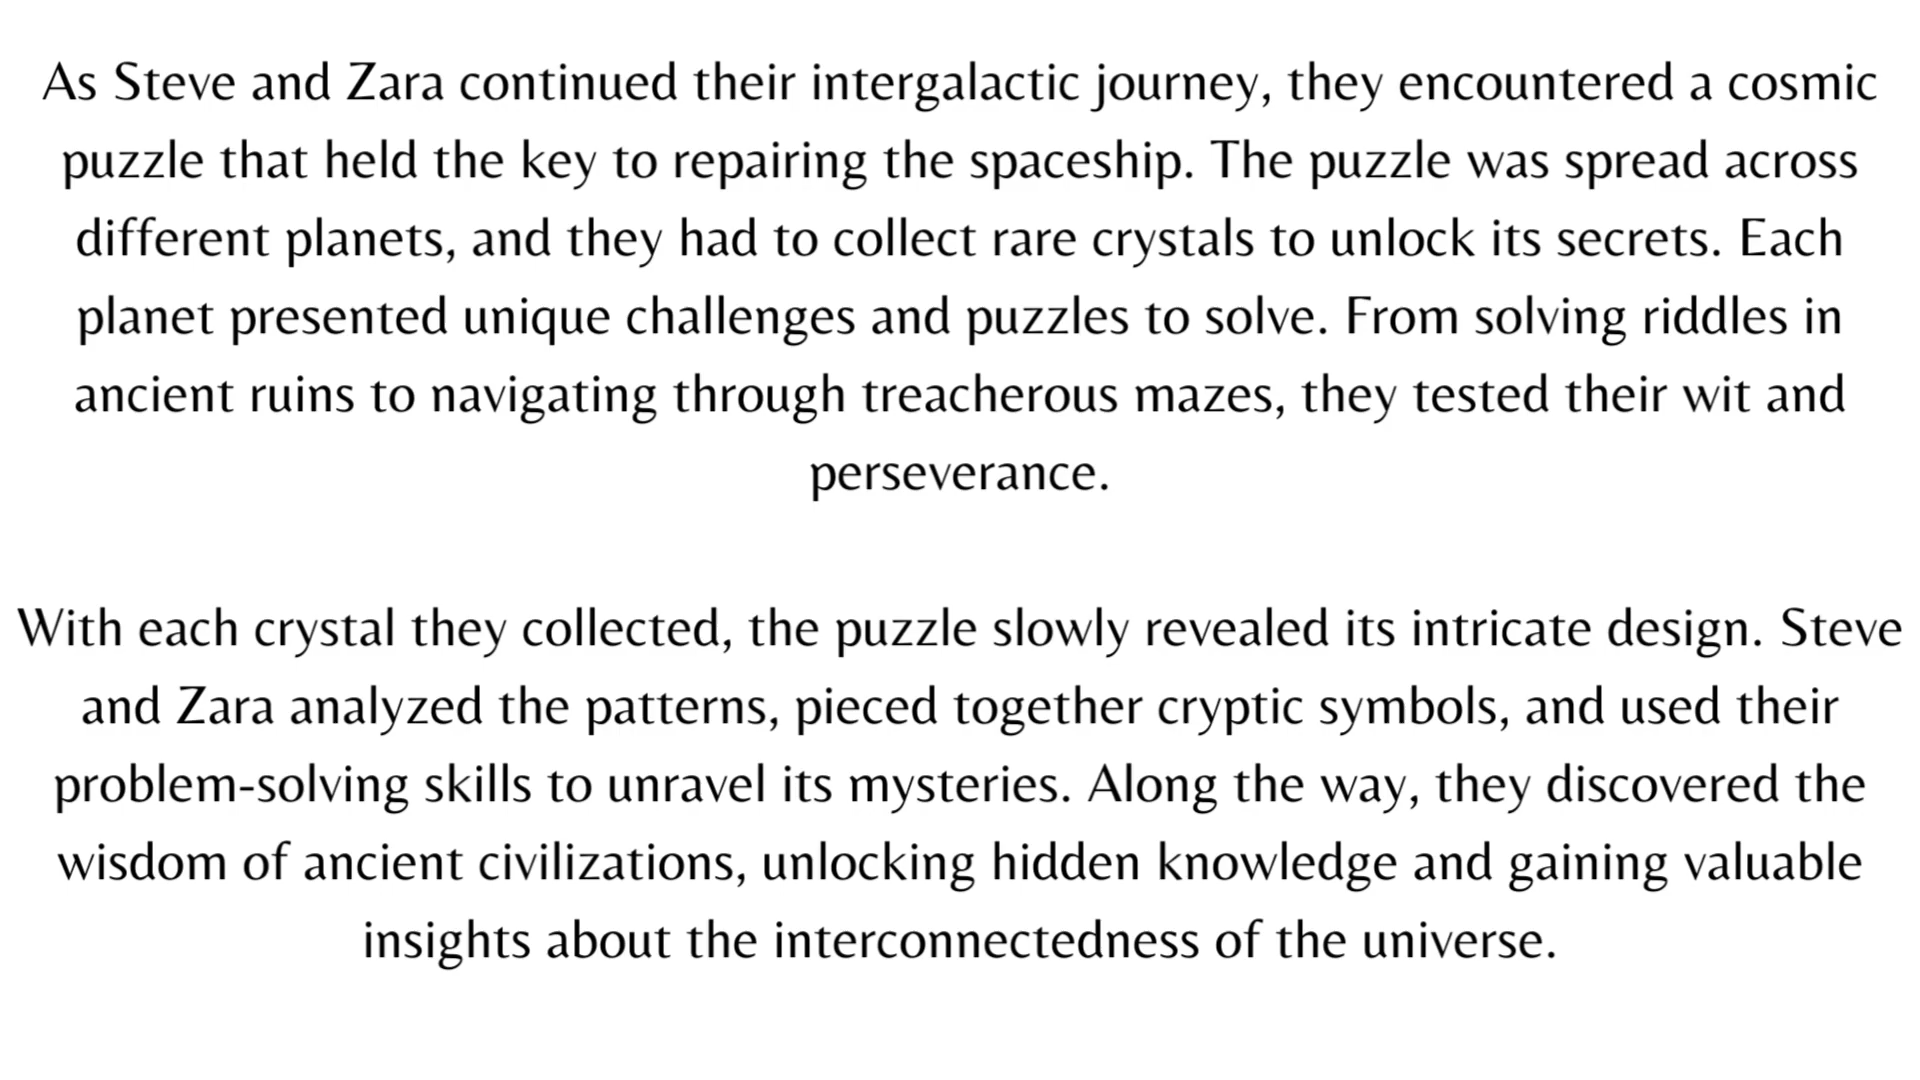 As Steve and Zara continued their intergalactic journey, they encountered a cosmic
puzzle that held the key to repairing the spaceship. The puzzle was spread across
different planets, and they had to collect rare crystals to unlock its secrets. Each
planet presented unique challenges and puzzles to solve. From solving riddles in
ancient ruins to navigating through treacherous mazes, they tested their wit and
perseverance.
With each crystal they collected, the puzzle slowly revealed its intricate design. Steve
and Zara analyzed the patterns, pieced together cryptic symbols, and used their
problem-solving skills to unravel its mysteries. Along the way, they discovered the
wisdom of ancient civilizations, unlocking hidden knowledge and gaining valuable
insights about the interconnectedness of the universe.